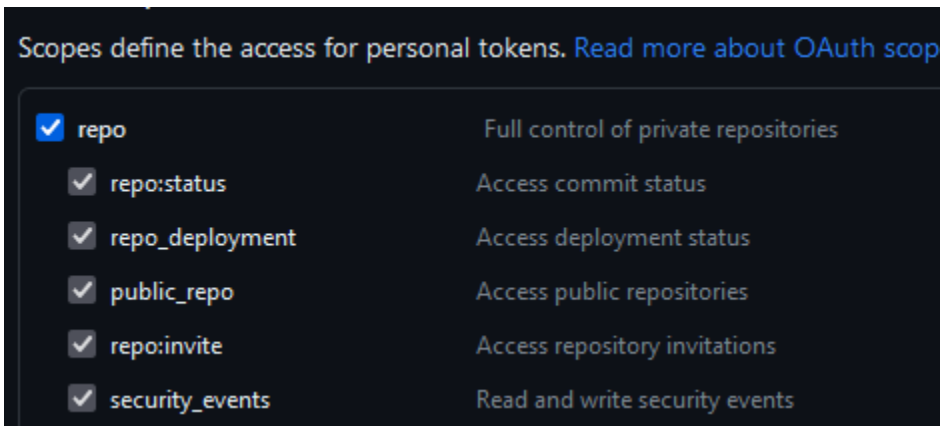 Scopes define the access for personal tokens. Read more about OAuth scop
repo Full control of private repositories
repo:status Access commit status
repo_deployment Access deployment status
public_repo Access public repositories
repo:invite Access repository invitations
security_events Read and write security events